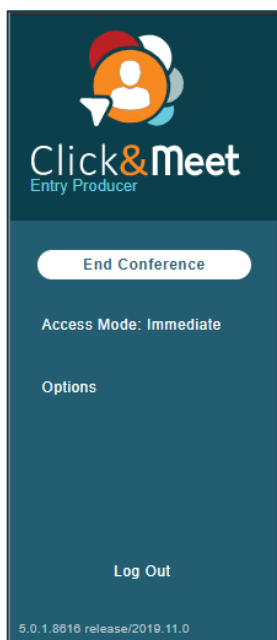 Click&Meet
Entry Producer
End Conference
Access Mode: Immediate
Options
Log Out
5.0.1.8616 release/2019.11.0